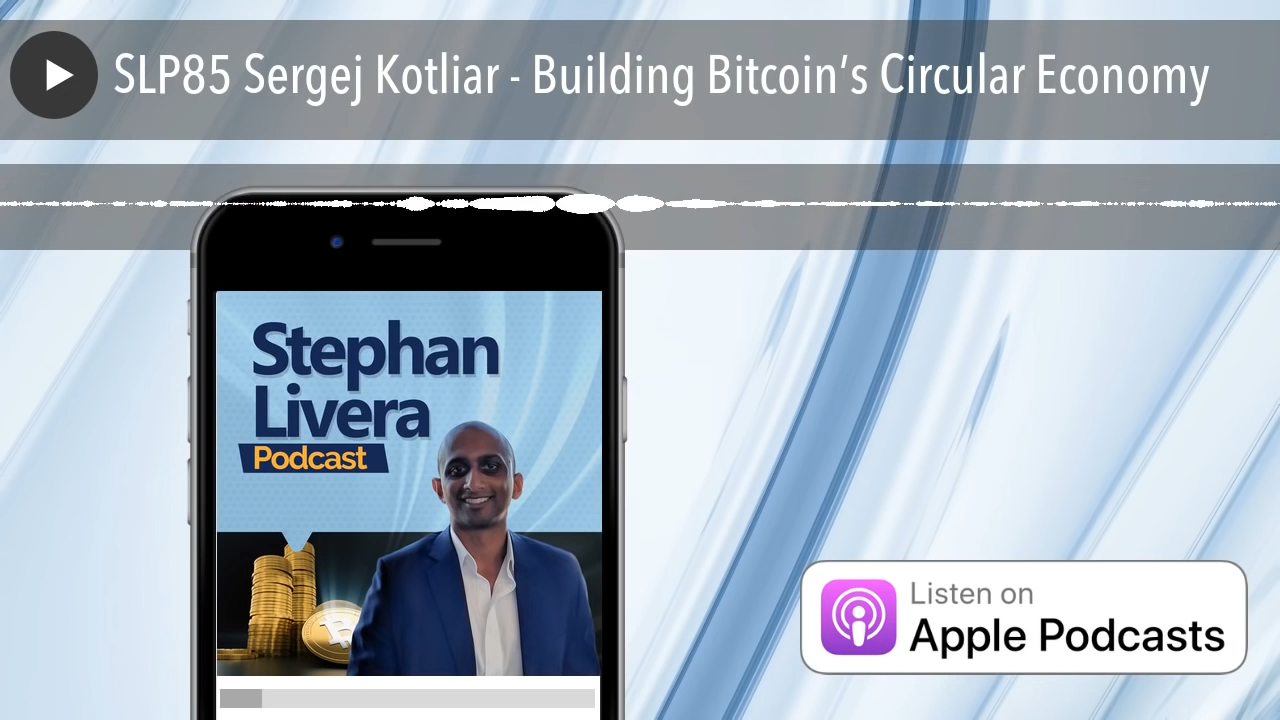 SLP85 Sergej Kotliar - Building Bitcoin’s Circular Economy
Stephan
Livera
Podcast
Listen on
Apple Podcasts